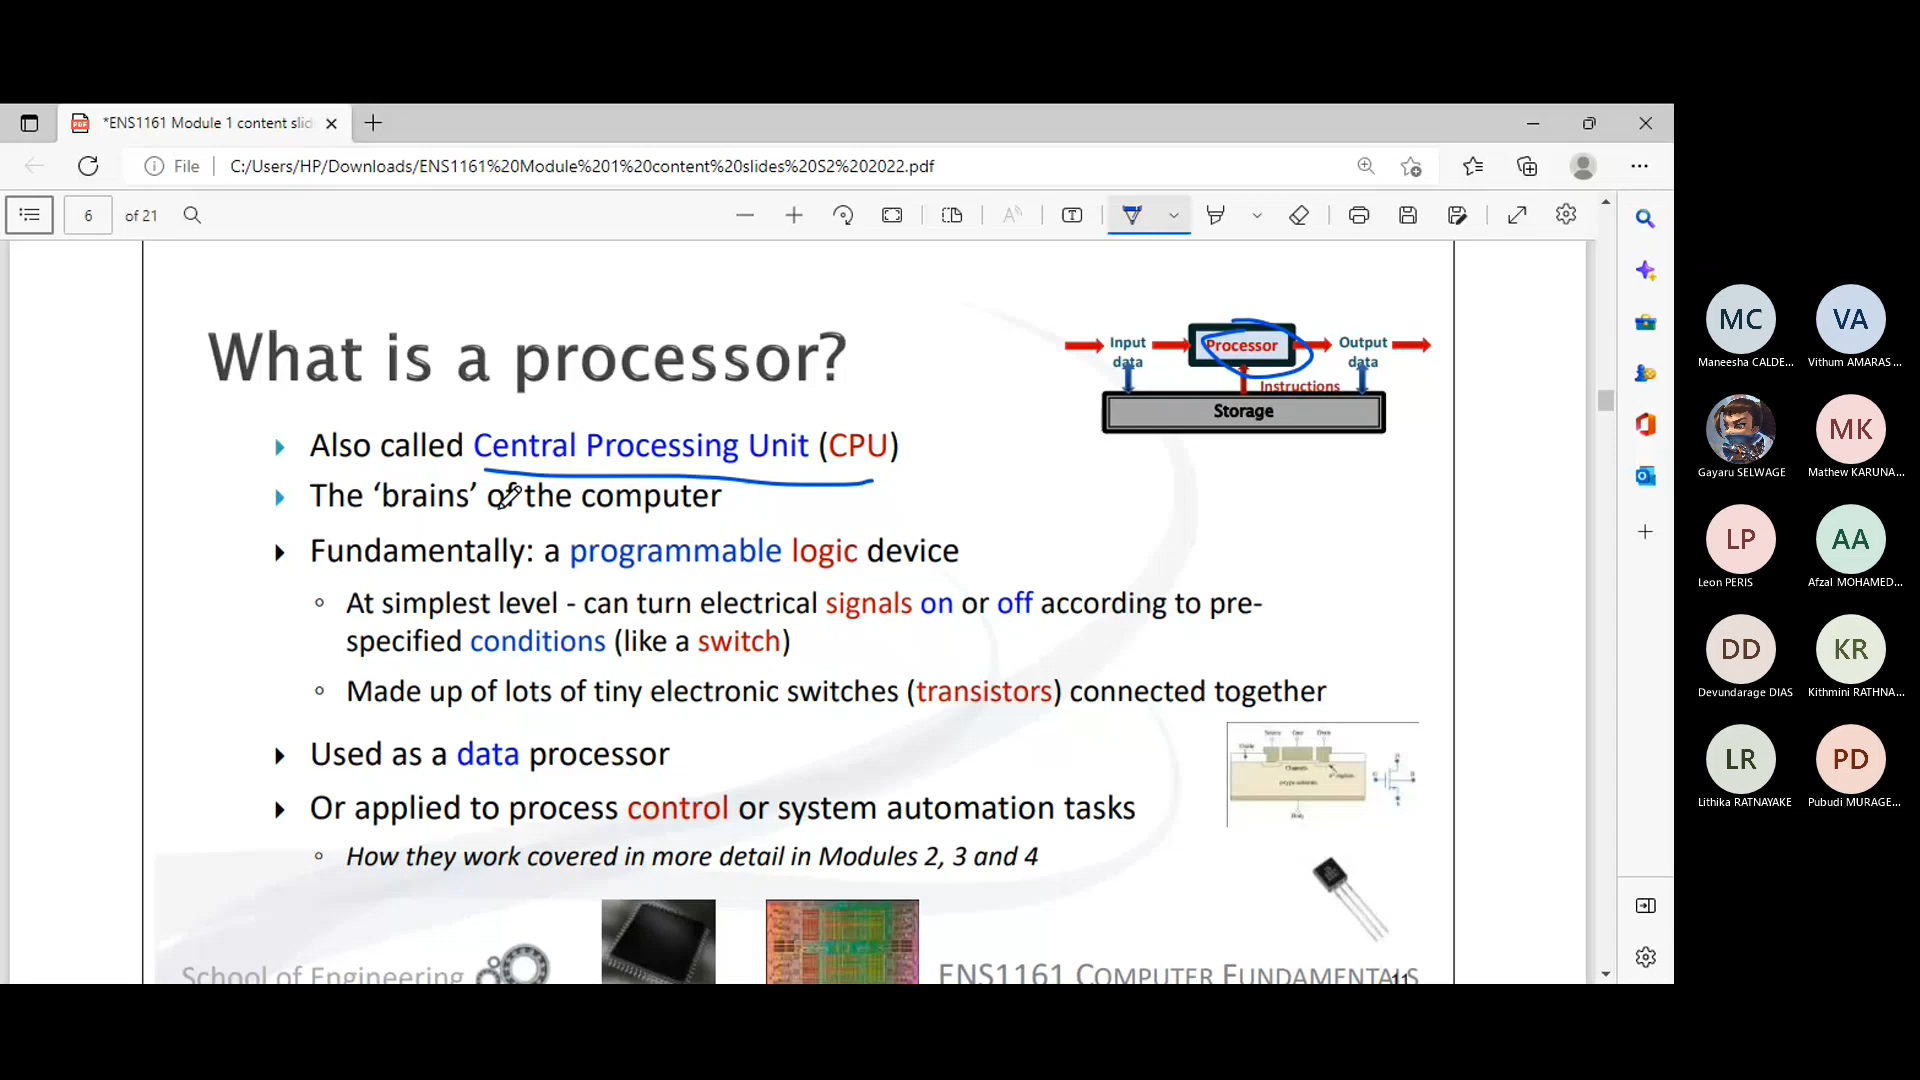 *ENS1161 Module 1 content slid
File
C:/Users/HP/Downloads/ENS1161%20Module%201%20content%20slides%20S2%202022.pdf
6 of 21
What is a processor?
Input data
Processor
Output data
Instructions
Storage
Also called Central Processing Unit (CPU)
The ‘brains’ of the computer
Fundamentally: a programmable logic device
At simplest level - can turn electrical signals on or off according to pre-
specified conditions (like a switch)
Made up of lots of tiny electronic switches (transistors) connected together
Used as a data processor
Or applied to process control or system automation tasks
How they work covered in more detail in Modules 2, 3 and 4
Source Gate Drain
School of Engineering
ENS1161 COMPUTER FUNDAMENTALS
11
MC
Maneesha CALDE...
VA
Vithum AMARAS ...
Gayaru SELWAGE
MK
Mathew KARUNA...
LP
Leon PERIS
AA
Afzal MOHAMED...
DD
Devundarage DIAS
KR
Kithmini RATHNA...
LR
Lithika RATNAYAKE
PD
Pubudi MURAGE...